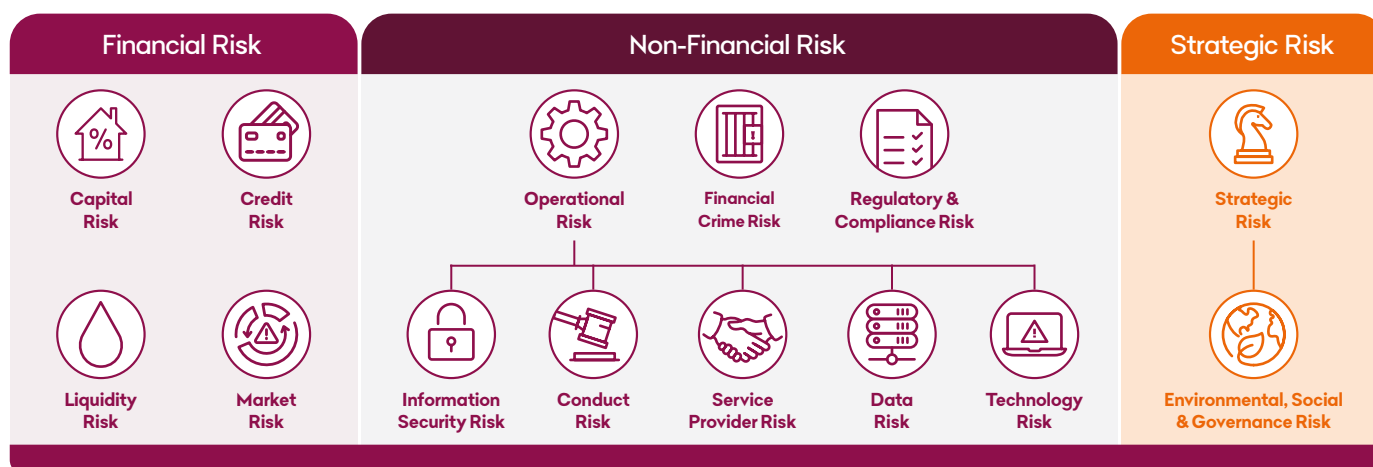 Financial Risk
Non-Financial Risk
Strategic Risk
%
Capital
Risk
Credit
Risk
Operational
Risk
Financial
Crime Risk
Regulatory &
Compliance Risk
Strategic
Risk
Liquidity
Risk
Market
Risk
Information
Security Risk
Conduct
Risk
Service
Provider Risk
Data
Risk
Technology
Risk
Environmental, Social
& Governance Risk